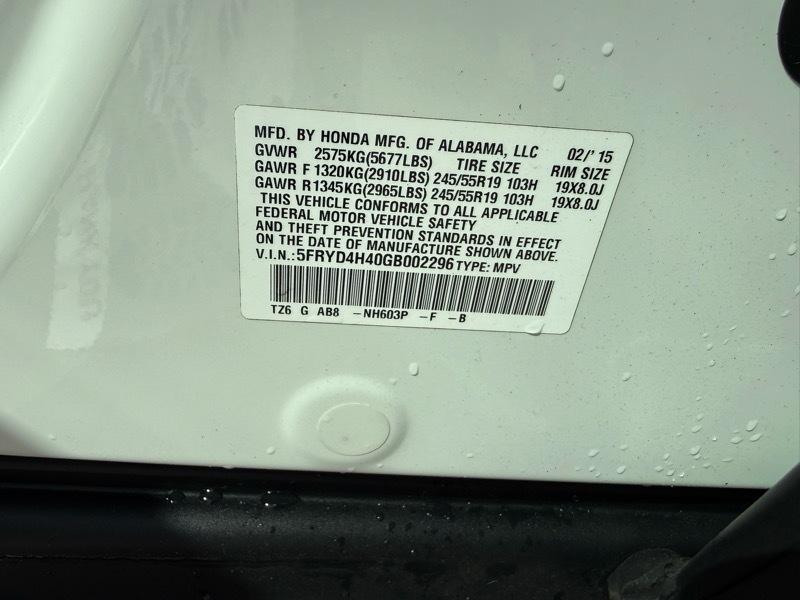 MFD. BY HONDA MFG. OF ALABAMA, LLC 02/' 15
GVWR 2575KG(5677LBS) TIRE SIZE RIM SIZE
GAWR F 1320KG(2910LBS) 245/55R19 103H 19X8.0J
GAWR R1345KG(2965LBS) 245/55R19 103H 19X8.0J
THIS VEHICLE CONFORMS TO ALL APPLICABLE
FEDERAL MOTOR VEHICLE SAFETY
AND THEFT PREVENTION STANDARDS IN EFFECT
ON THE DATE OF MANUFACTURE SHOWN ABOVE.
V.I.N.:5FRYD4H40GB002296 TYPE: MPV
TZ6 G AB8 -NH603P -F -B